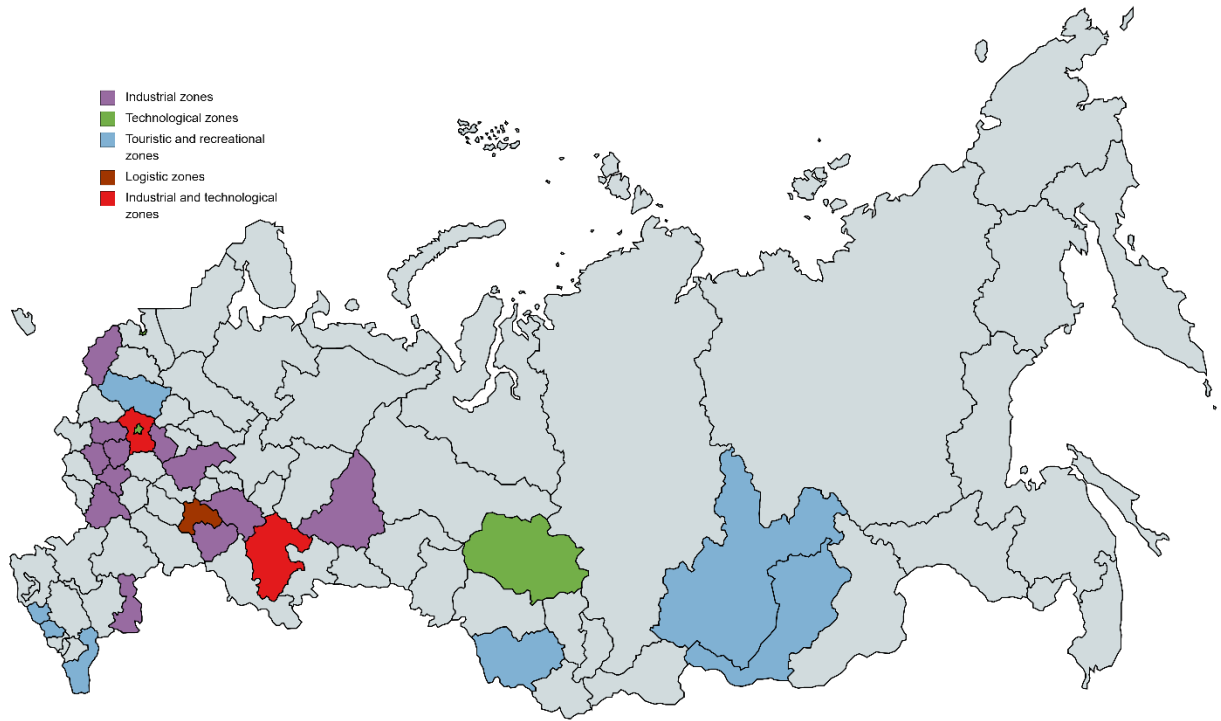 Industrial zones
Technological zones
Touristic and recreational
zones
Logistic zones
Industrial and technological
zones